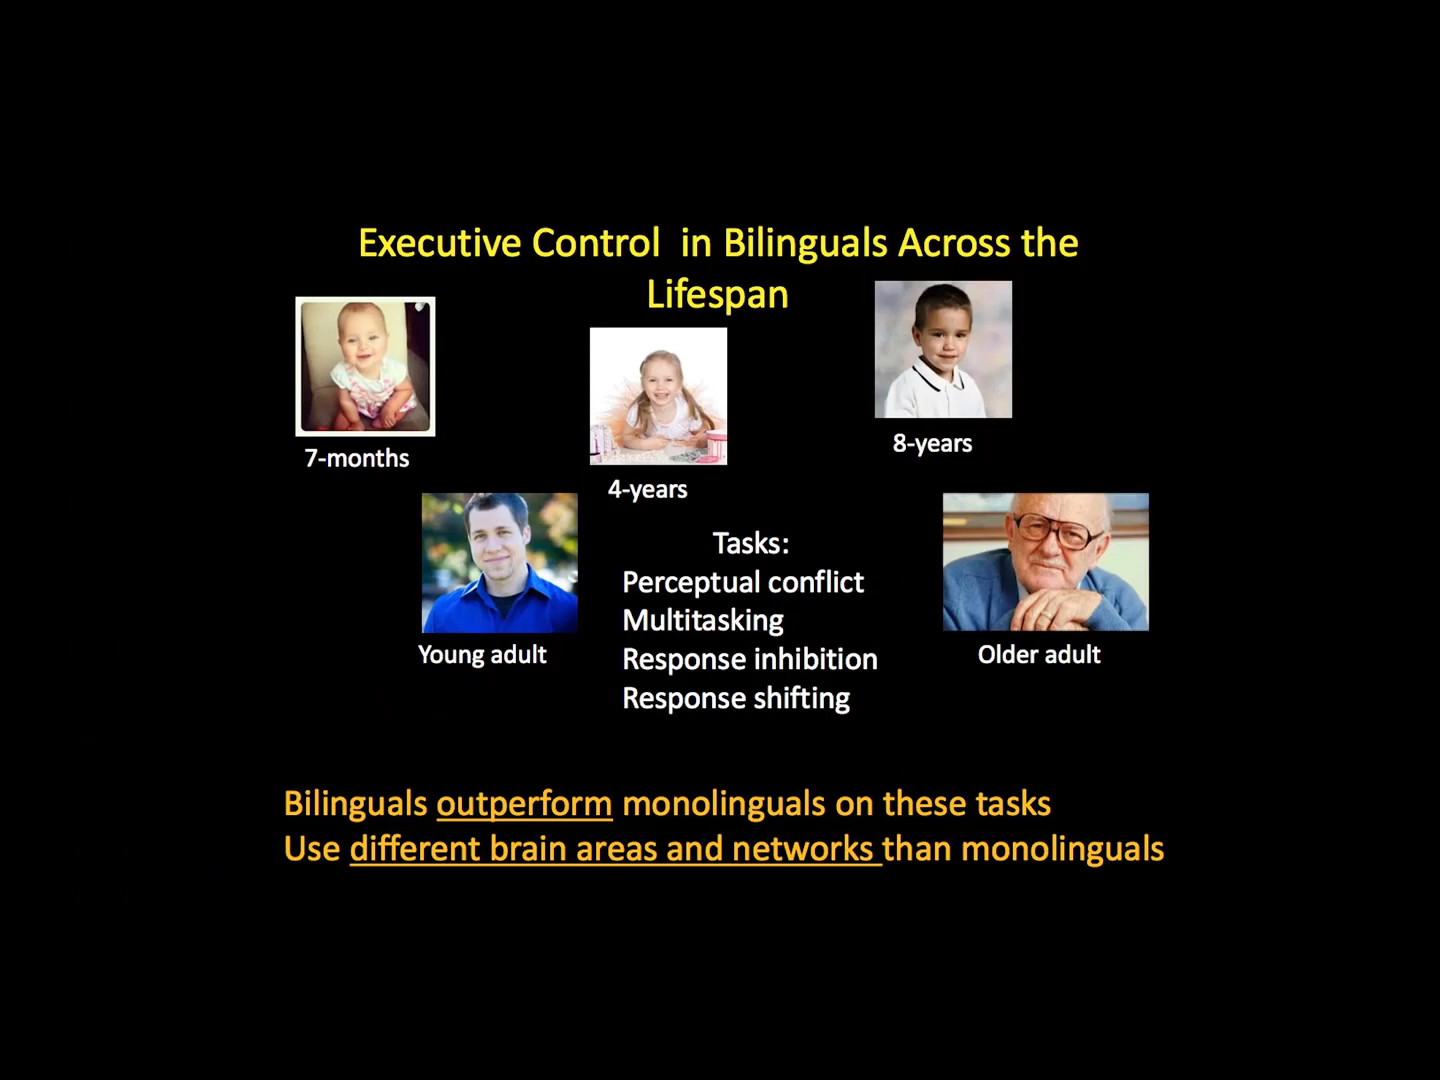 Executive Control  in Bilinguals Across the
Lifespan
7-months
4-years
8-years
Young adult
Tasks:
Perceptual conflict
Multitasking
Response inhibition
Response shifting
Older adult
Bilinguals outperform monolinguals on these tasks
Use different brain areas and networks than monolinguals